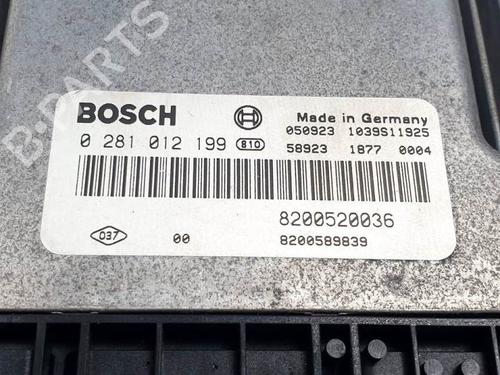 B-PARTS
BOSCH
Made in Germany
050923 1039S11925
0 281 012 199 810
58923 1877 0004
8200520036
037 00 8200589839